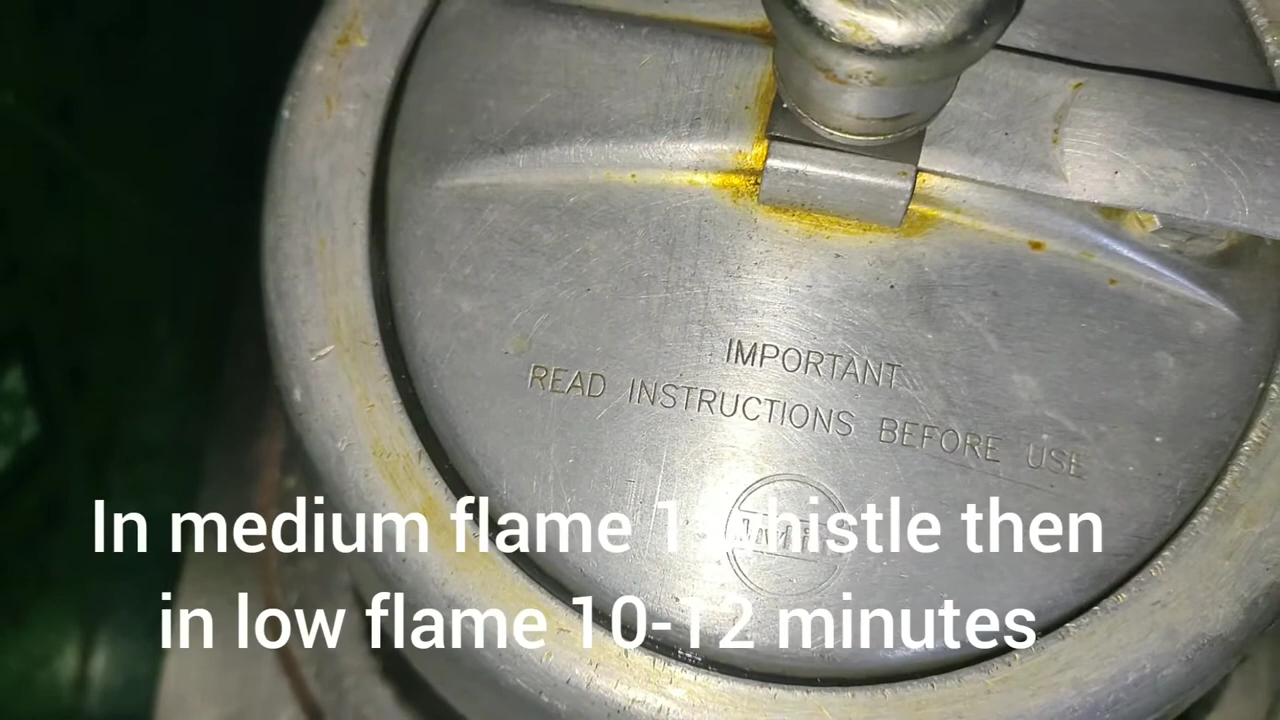 IMPORTANT
READ INSTRUCTIONS BEFORE USE
In medium flame 1 whistle then
in low flame 10-12 minutes